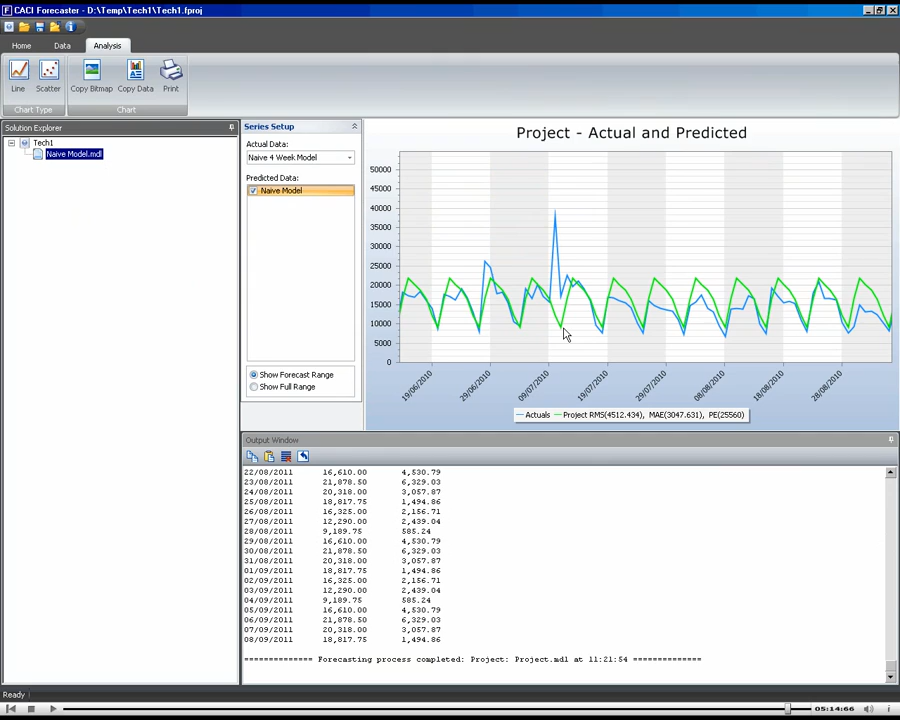 CACI Forecaster - D:\Temp\Tech1\Tech1.fproj
Home Data Analysis
Line Scatter Copy Bitmap Copy Data Print
Chart Type Chart
Solution Explorer
Tech1
Naive Model.mdl
Series Setup
Actual Data:
Naive 4 Week Model
Predicted Data:
Naive Model
Show Forecast Range
Show Full Range
Project - Actual and Predicted
50000
45000
40000
35000
30000
25000
20000
15000
10000
5000
0
19/06/2010 29/06/2010 09/07/2010 19/07/2010 29/07/2010 08/08/2010 18/08/2010 28/08/2010
Actuals Project RMS(4512.434), MAE(3047.631), PE(25560)
Output Window
22/08/2011 16,610.00 4,530.79
23/08/2011 21,878.50 6,329.03
24/08/2011 20,318.00 3,057.87
25/08/2011 18,817.75 1,494.86
26/08/2011 16,325.00 2,156.71
27/08/2011 12,290.00 2,439.04
28/08/2011 9,189.75 585.24
29/08/2011 16,610.00 4,530.79
30/08/2011 21,878.50 6,329.03
31/08/2011 20,318.00 3,057.87
01/09/2011 18,817.75 1,494.86
02/09/2011 16,325.00 2,156.71
03/09/2011 12,290.00 2,439.04
04/09/2011 9,189.75 585.24
05/09/2011 16,610.00 4,530.79
06/09/2011 21,878.50 6,329.03
07/09/2011 20,318.00 3,057.87
08/09/2011 18,817.75 1,494.86
============= Forecasting process completed: Project: Project.mdl at 11:21:54 ==============
Ready
05:14:66